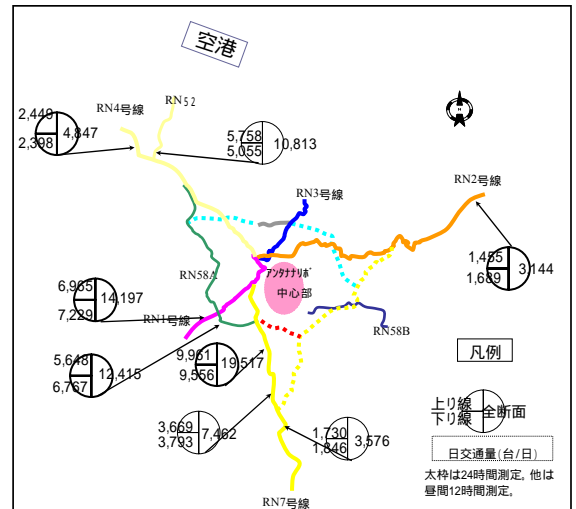 空港
RN52
RN4号線
2,449
2,398
4,847
5,758
5,055
10,813
RN3号線
RN2号線
1,455
1,689
3,144
RN58A
アンタナナリボ
中心部
6,965
7,229
14,197
RN1号線
RN58B
5,648
6,767
12,415
9,961
9,556
19,517
3,669
3,793
7,462
1,730
1,846
3,576
RN7号線
凡例
上り線
下り線
全断面
日交通量(台/日)
太枠は24時間測定。他は
昼間12時間測定。